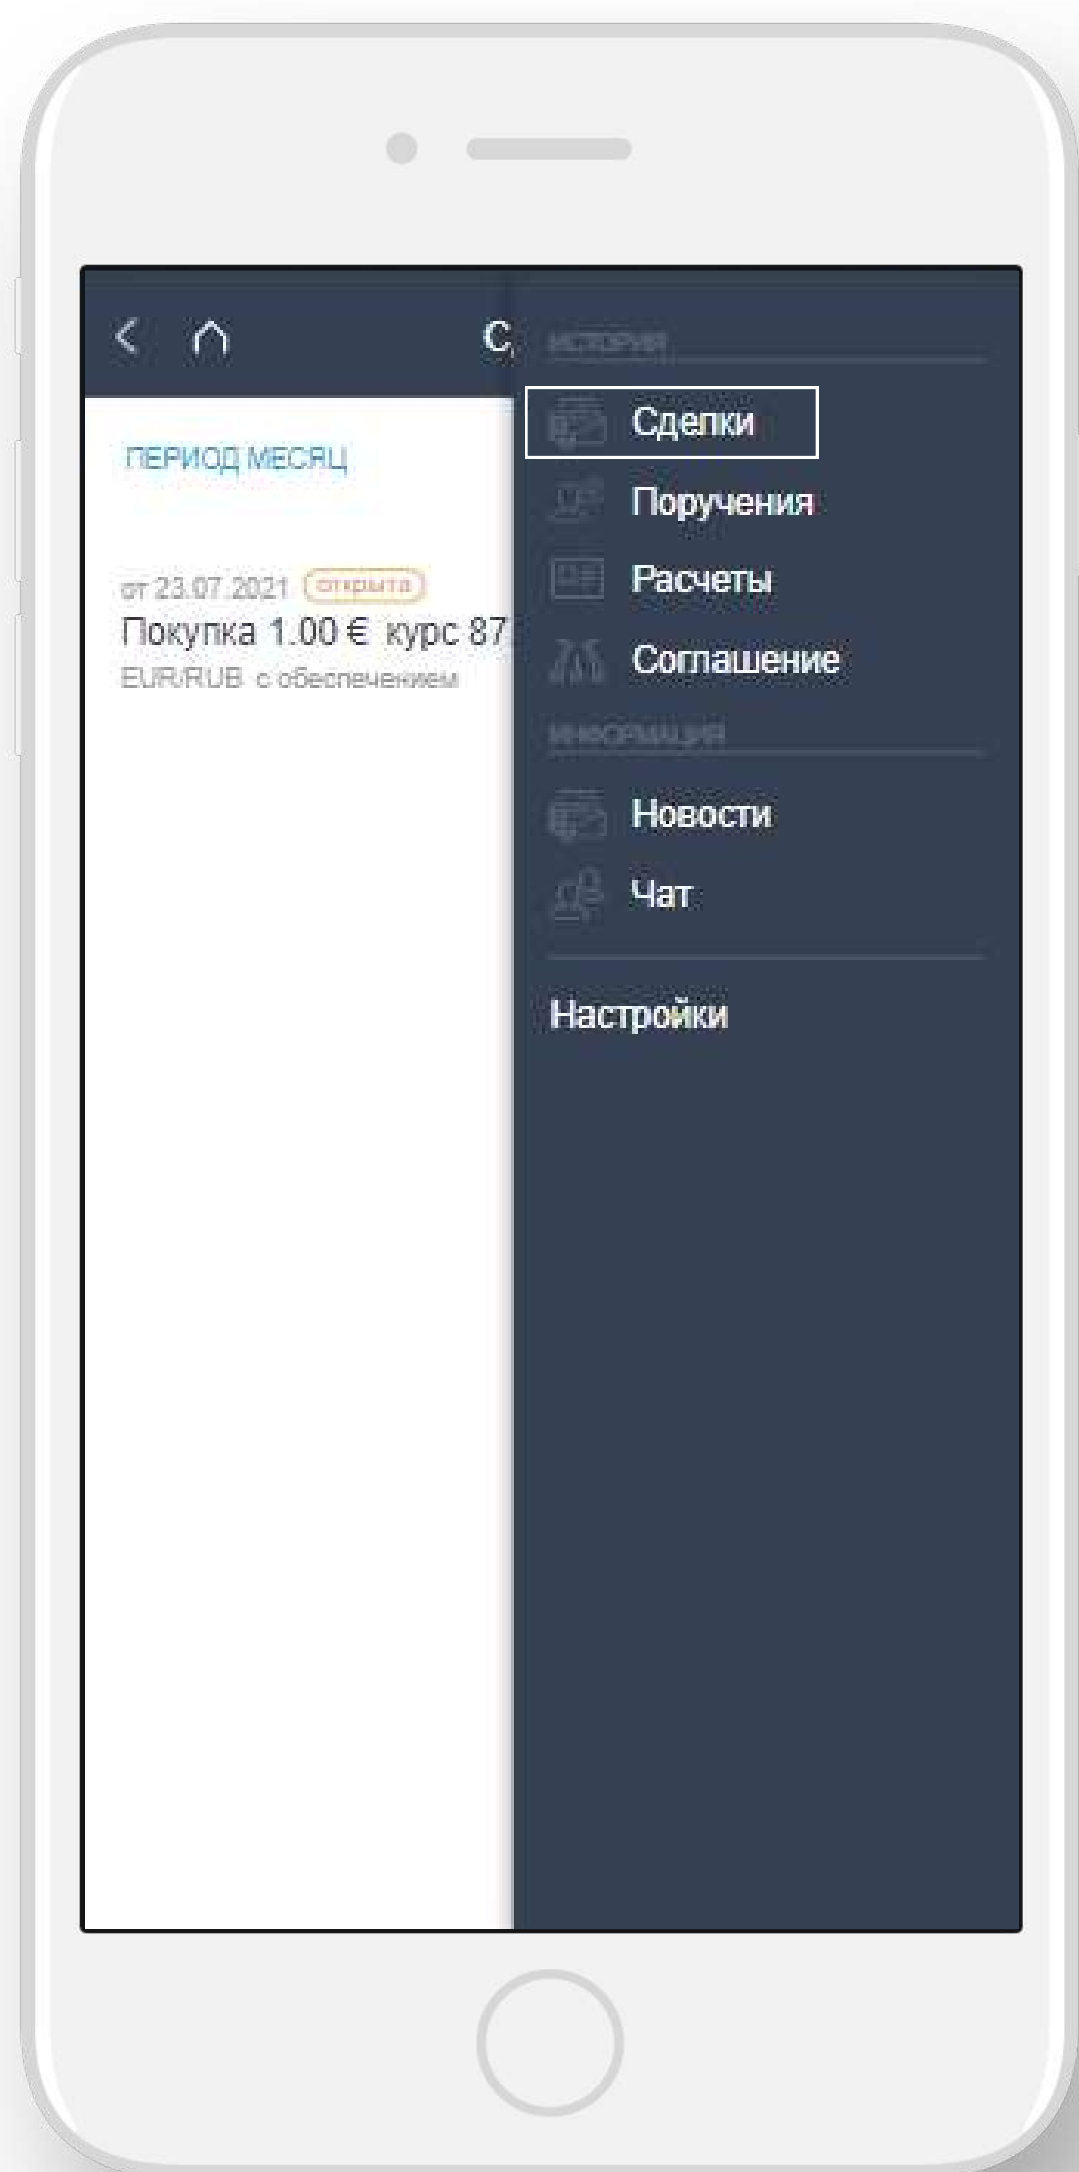 С
ПЕРИОД МЕСЯЦ
от 23.07.2021 открыта
Покупка 1.00 € курс 87
EUR/RUB с обеспечением
ИСТОРИЯ
Сделки
Поручения
Расчеты
Соглашение
ИНФОРМАЦИЯ
Новости
Чат
Настройки